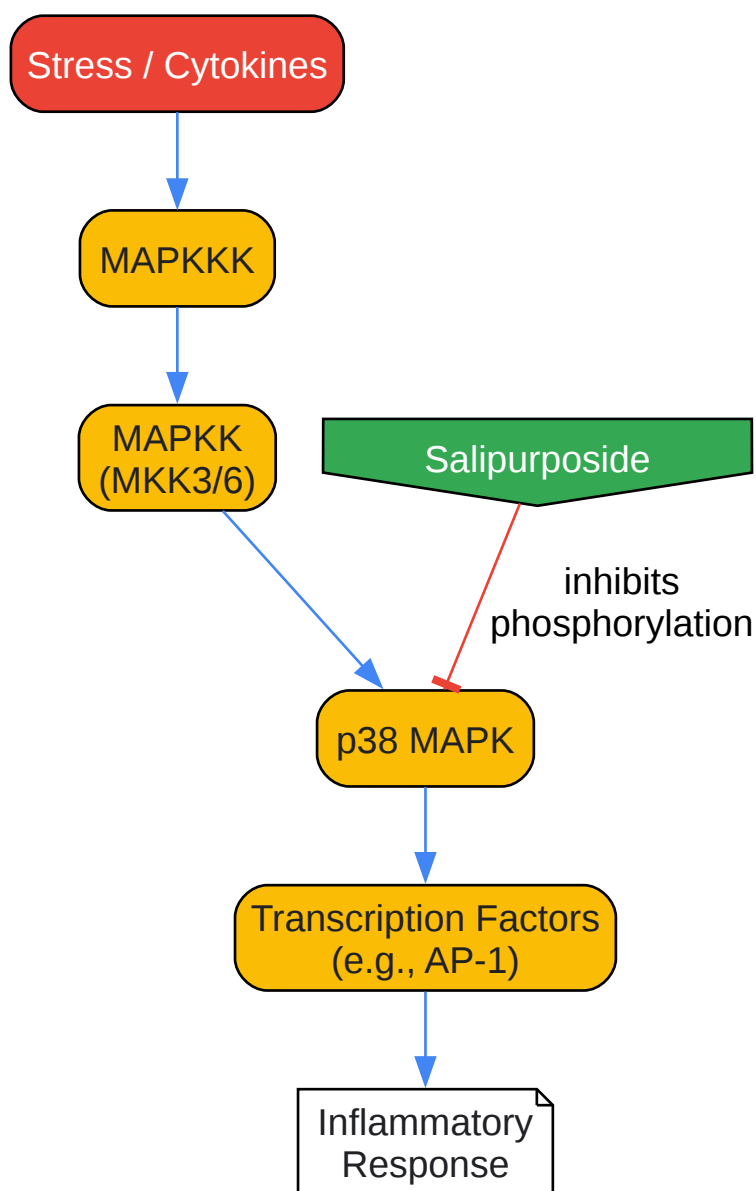 Stress / Cytokines
MAPKKK
MAPKK
(MKK3/6)
Salipurposide
inhibits
phosphorylation
p38 MAPK
Transcription Factors
(e.g., AP-1)
Inflammatory
Response